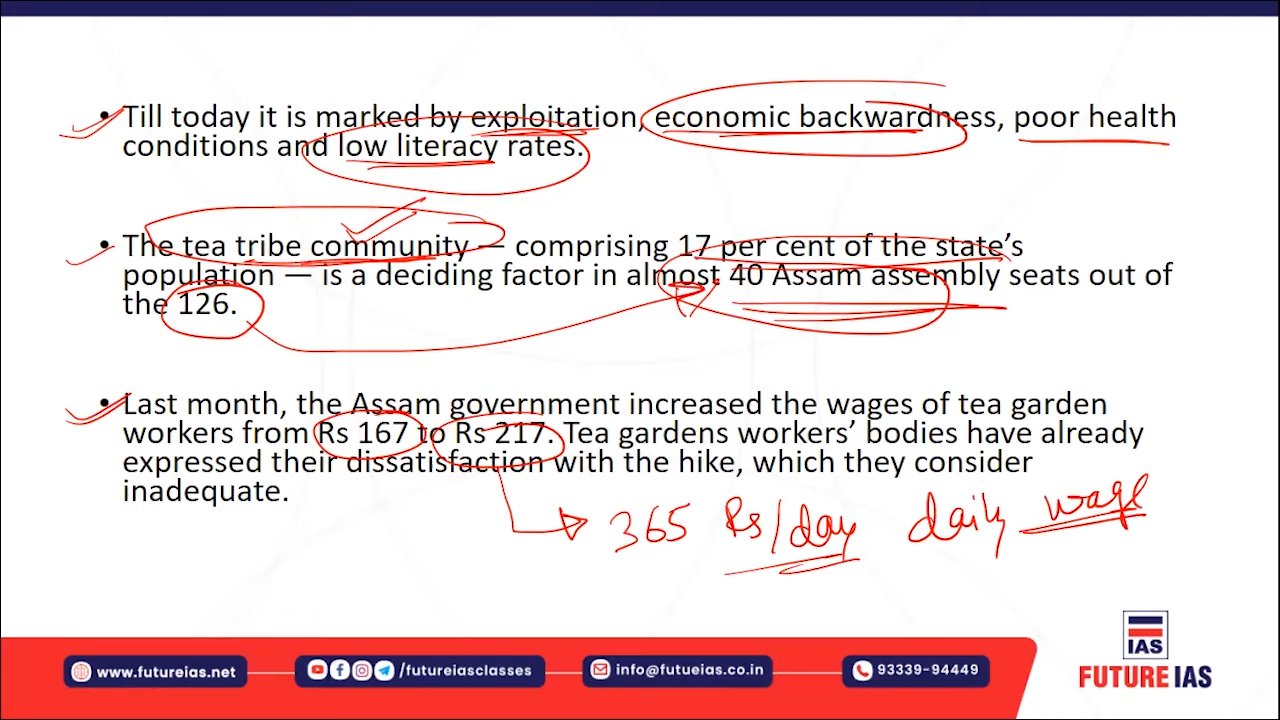 • Till today it is marked by exploitation, economic backwardness, poor health
conditions and low literacy rates.
• The tea tribe community — comprising 17 per cent of the state's
population — is a deciding factor in almost 40 Assam assembly seats out of
the 126.
• Last month, the Assam government increased the wages of tea garden
workers from Rs 167 to Rs 217. Tea gardens workers' bodies have already
expressed their dissatisfaction with the hike, which they consider
inadequate.
365 Rs/day daily wage
IAS
www.futureias.net /futureiasclasses info@futueias.co.in 93339-94449
FUTURE IAS